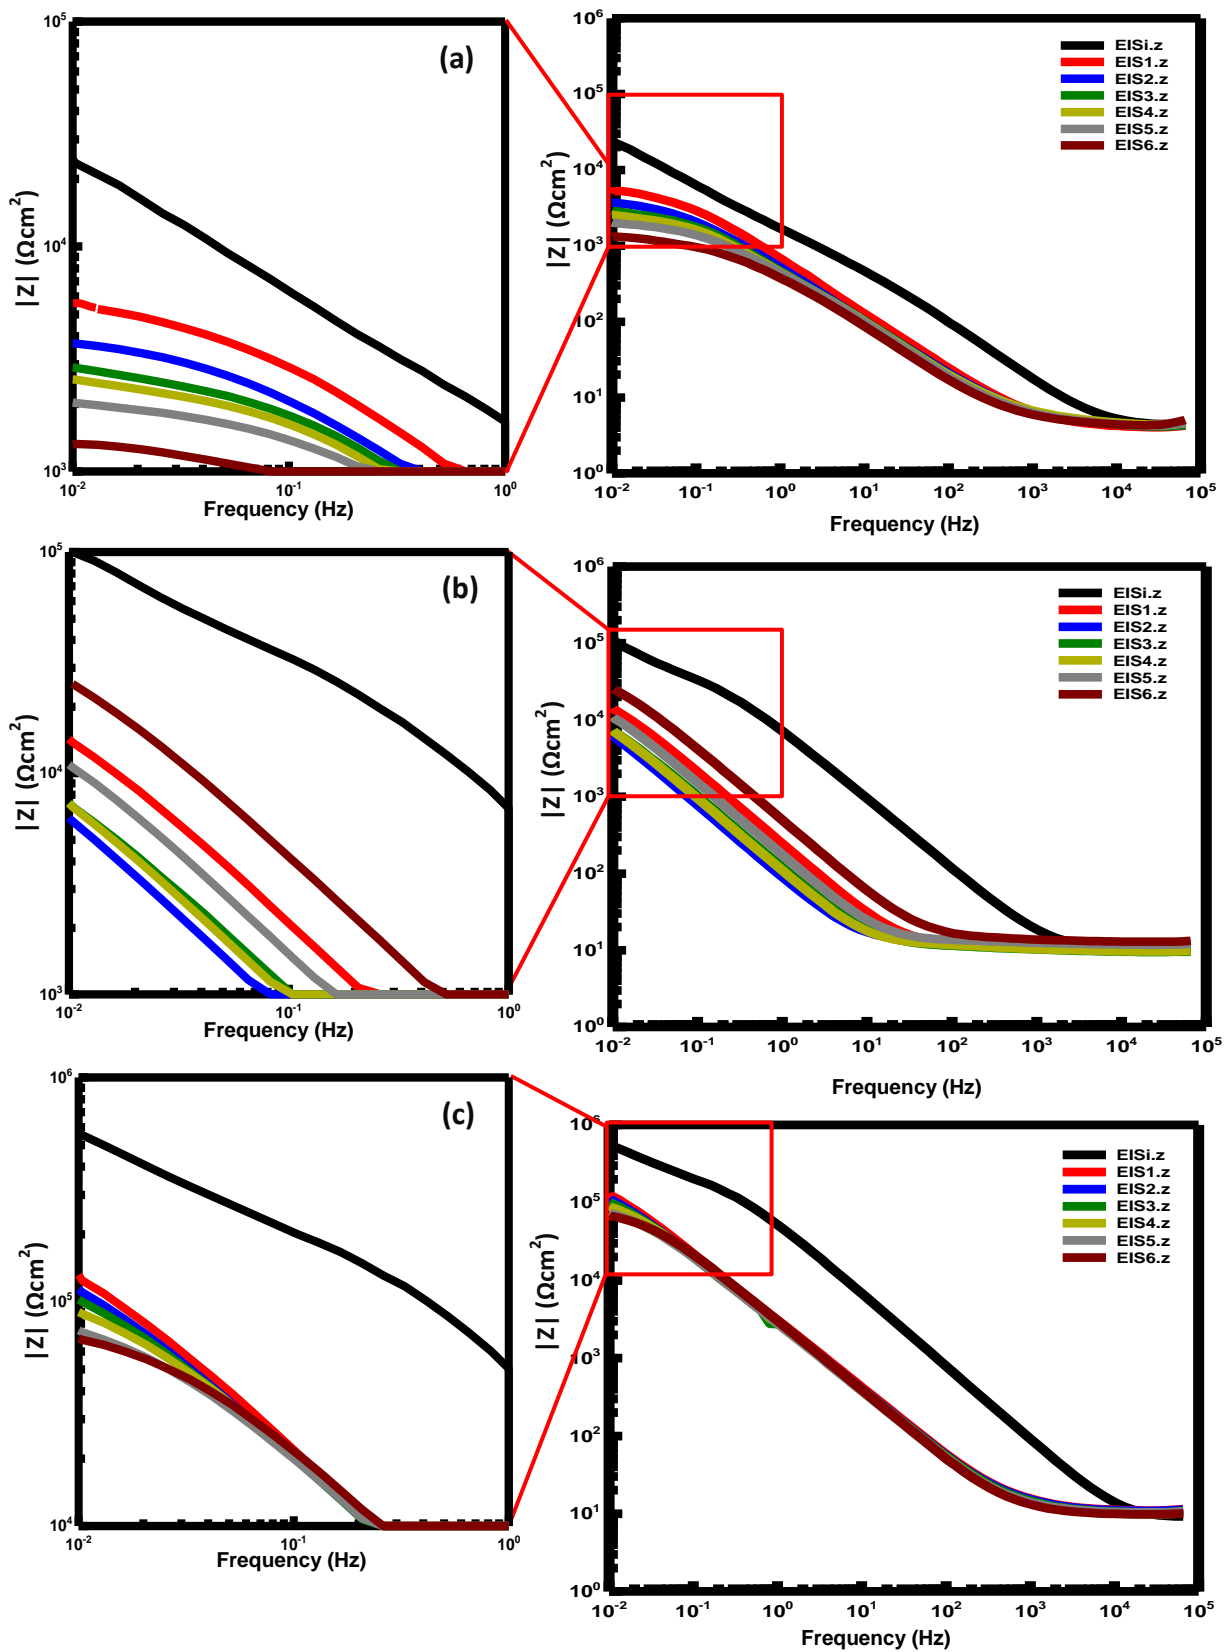 (a)
|Z| (Ωcm²)
10⁵
10⁴
10³
10⁻²
10⁻¹
10⁰
Frequency (Hz)
|Z| (Ωcm²)
10⁶
10⁵
10⁴
10³
10²
10¹
10⁰
EISi.z
EIS1.z
EIS2.z
EIS3.z
EIS4.z
EIS5.z
EIS6.z
10⁻² 10⁻¹ 10⁰ 10¹ 10² 10³ 10⁴ 10⁵
Frequency (Hz)
(b)
|Z| (Ωcm²)
10⁵
10⁴
10³
10⁻²
10⁻¹
10⁰
Frequency (Hz)
|Z| (Ωcm²)
10⁶
10⁵
10⁴
10³
10²
10¹
10⁰
EISi.z
EIS1.z
EIS2.z
EIS3.z
EIS4.z
EIS5.z
EIS6.z
10⁻² 10⁻¹ 10⁰ 10¹ 10² 10³ 10⁴ 10⁵
Frequency (Hz)
(c)
|Z| (Ωcm²)
10⁶
10⁵
10⁴
10⁻²
10⁻¹
10⁰
Frequency (Hz)
|Z| (Ωcm²)
10⁶
10⁵
10⁴
10³
10²
10¹
10⁰
EISi.z
EIS1.z
EIS2.z
EIS3.z
EIS4.z
EIS5.z
EIS6.z
10⁻² 10⁻¹ 10⁰ 10¹ 10² 10³ 10⁴ 10⁵
Frequency (Hz)